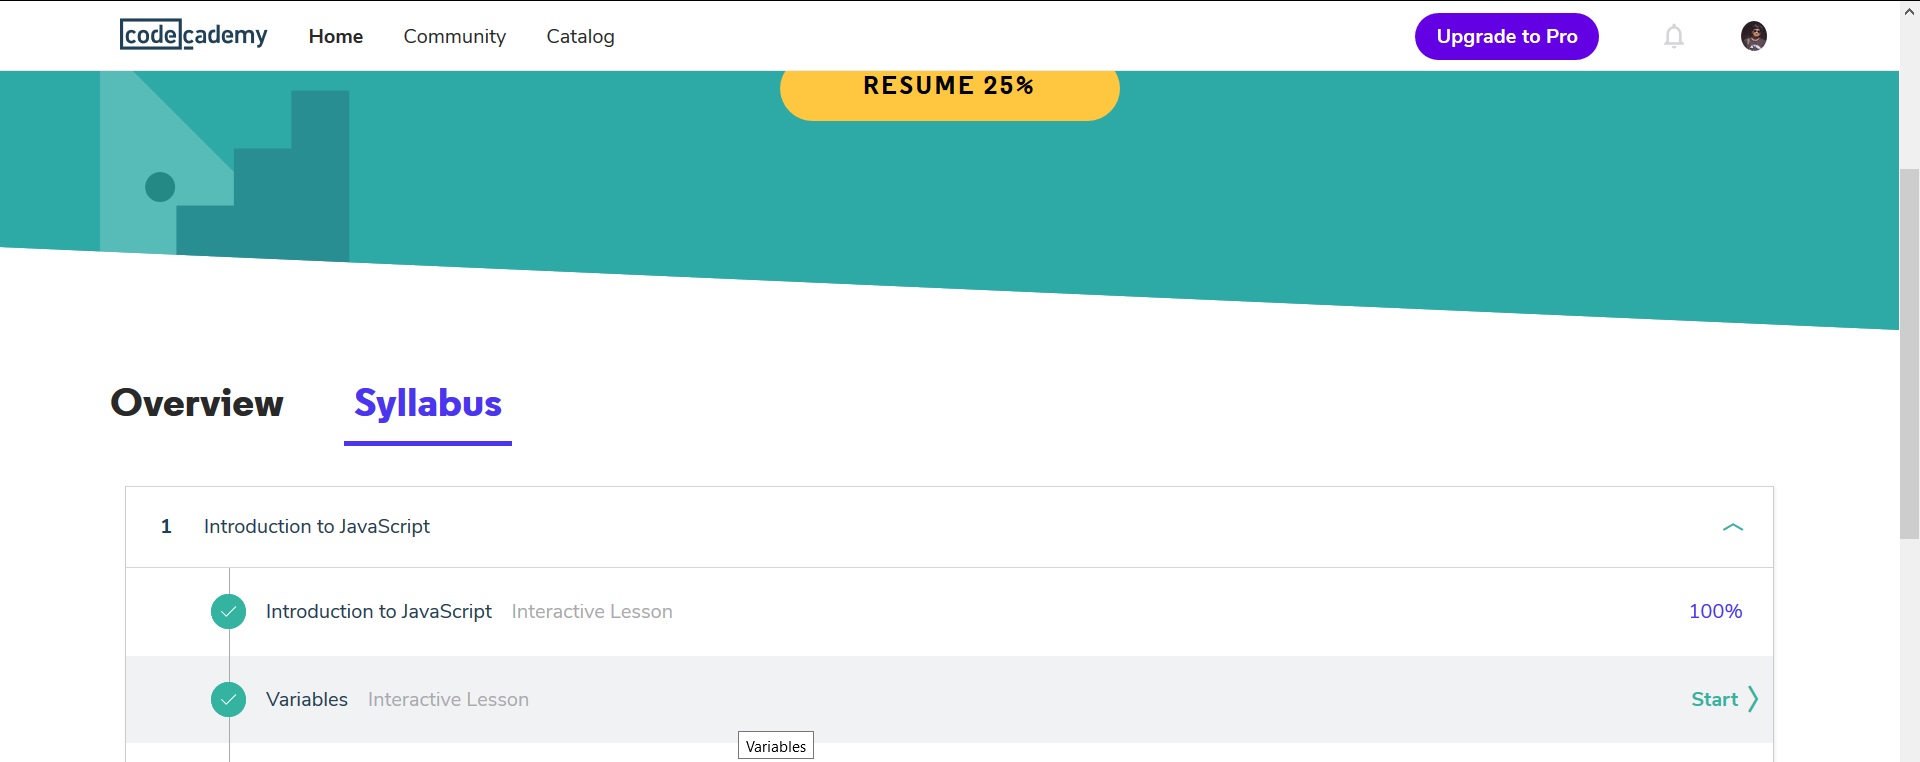 codecademy Home Community Catalog Upgrade to Pro
RESUME 25%
Overview Syllabus
1 Introduction to JavaScript
Introduction to JavaScript Interactive Lesson 100%
Variables Interactive Lesson Start
Variables